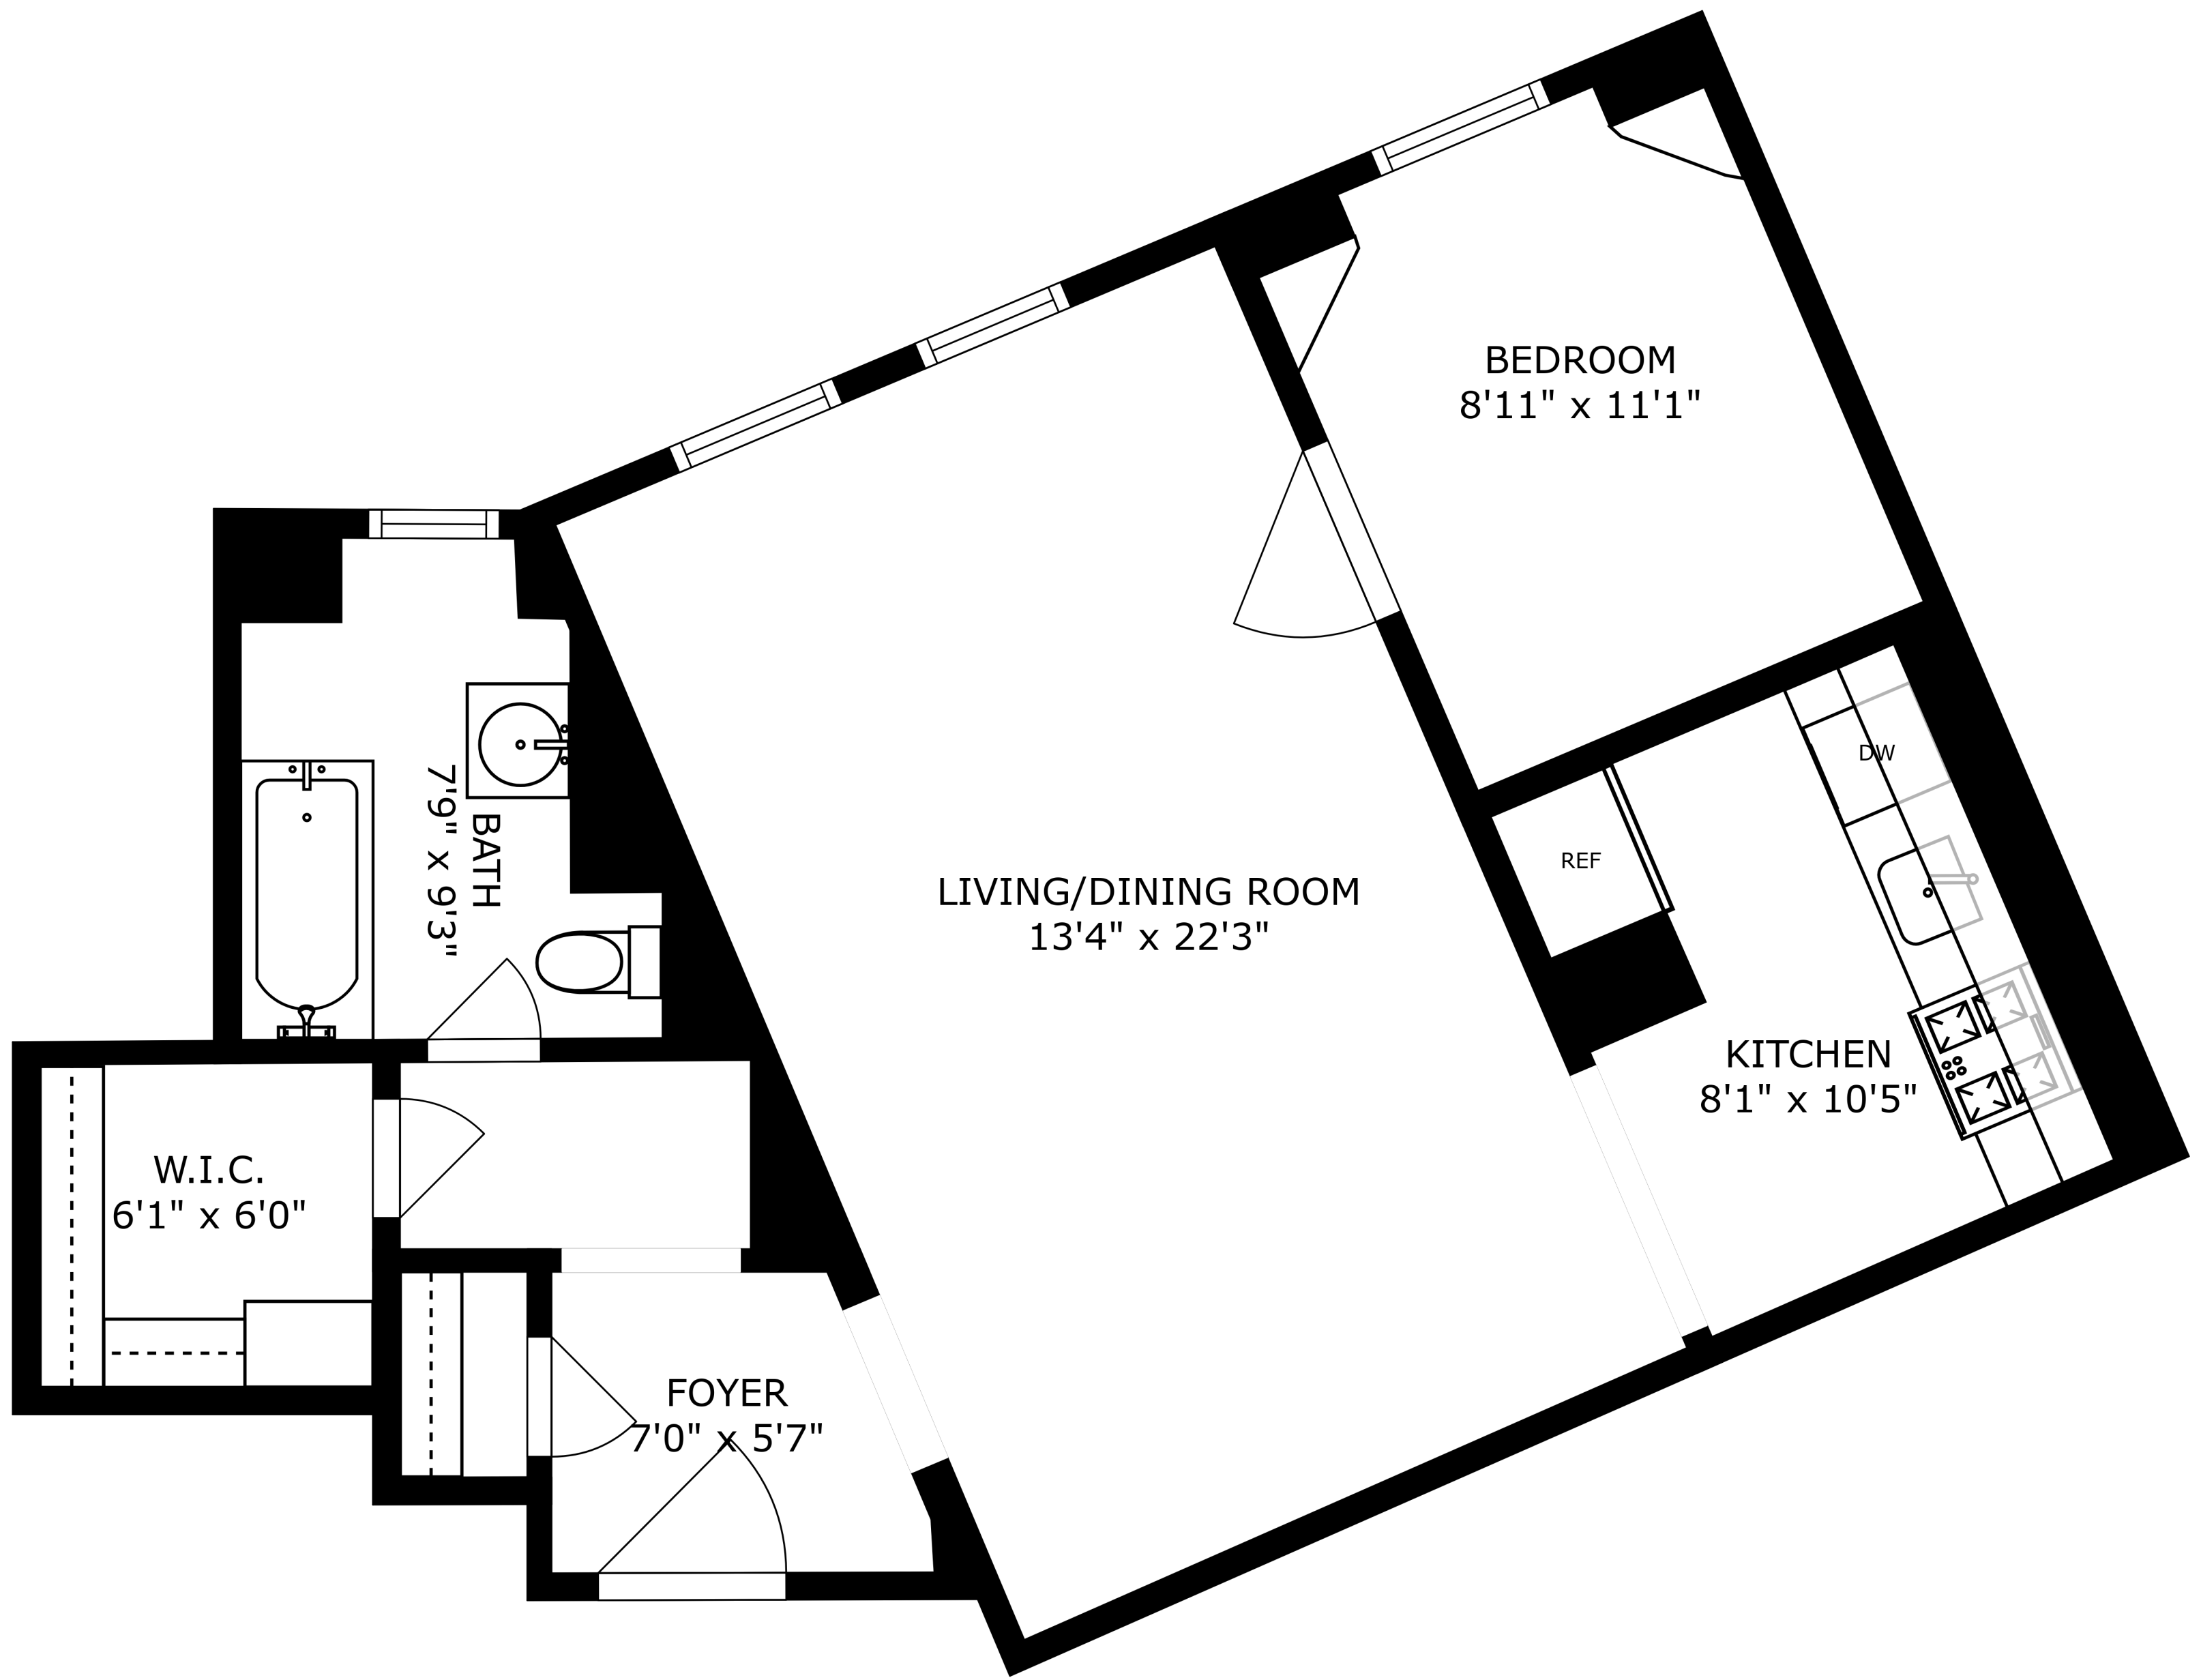 BEDROOM
8'11" x 11'1"
DW
REF
LIVING/DINING ROOM
13'4" x 22'3"
BATH
7'9" x 9'3"
KITCHEN
8'1" x 10'5"
W.I.C.
6'1" x 6'0"
FOYER
7'0" x 5'7"